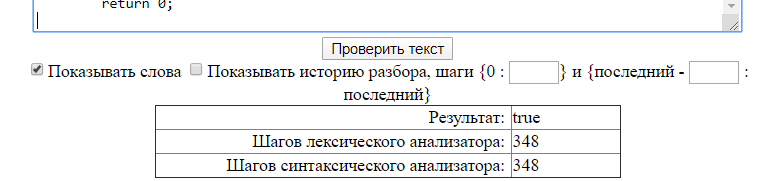 return 0;
Проверить текст
Показывать слова Показывать историю разбора, шаги {0 : } и {последний - :
последний}
Результат: true
Шагов лексического анализатора: 348
Шагов синтаксического анализатора: 348